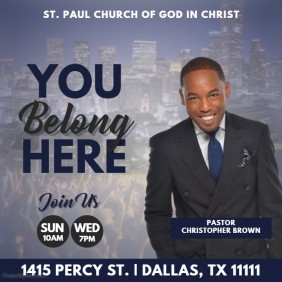 ST. PAUL CHURCH OF GOD IN CHRIST
YOU
Belong
HERE
Join Us
SUN
10AM
WED
7PM
PASTOR
CHRISTOPHER BROWN
1415 PERCY ST. | DALLAS, TX 11111